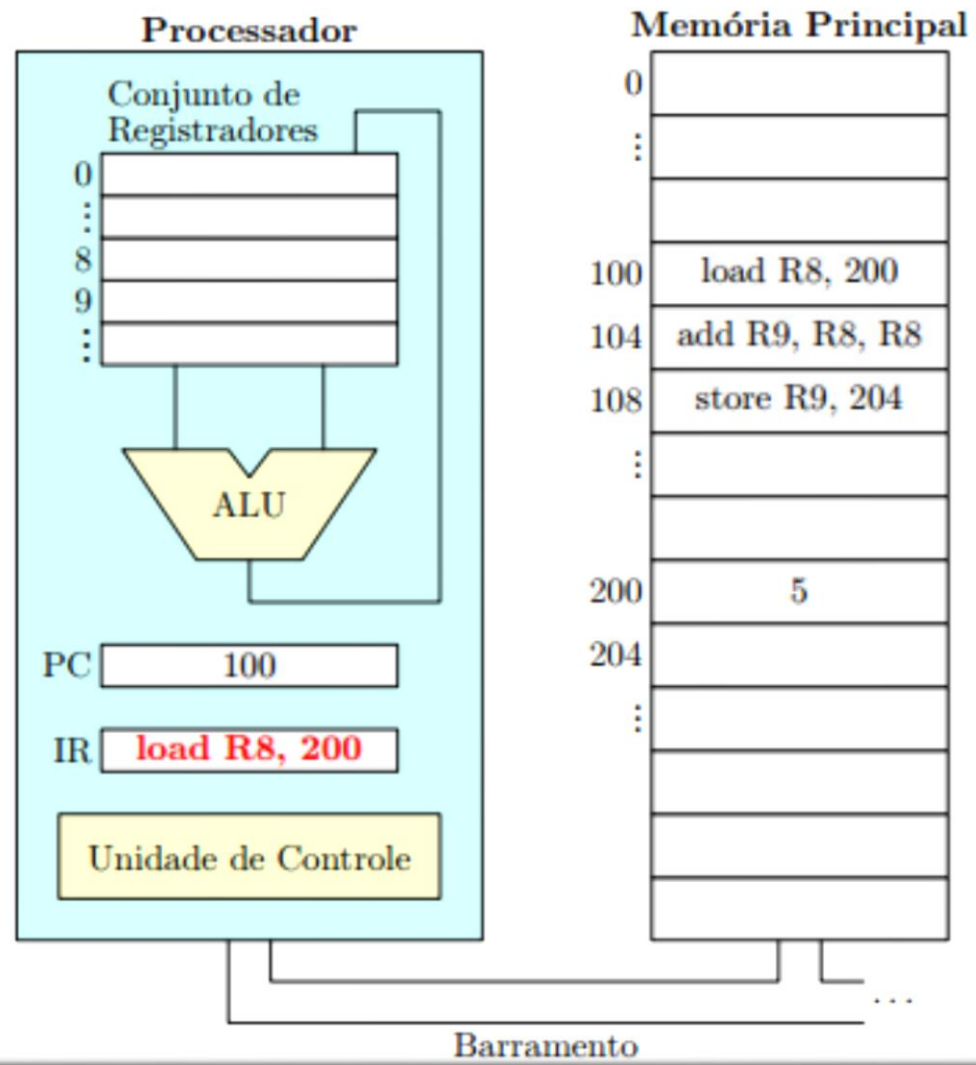 Processador
Conjunto de
Registradores
0
⋮
8
9
⋮
ALU
PC 100
IR load R8, 200
Unidade de Controle
Memória Principal
0
⋮
100 load R8, 200
104 add R9, R8, R8
108 store R9, 204
⋮
200 5
204
⋮
...
Barramento